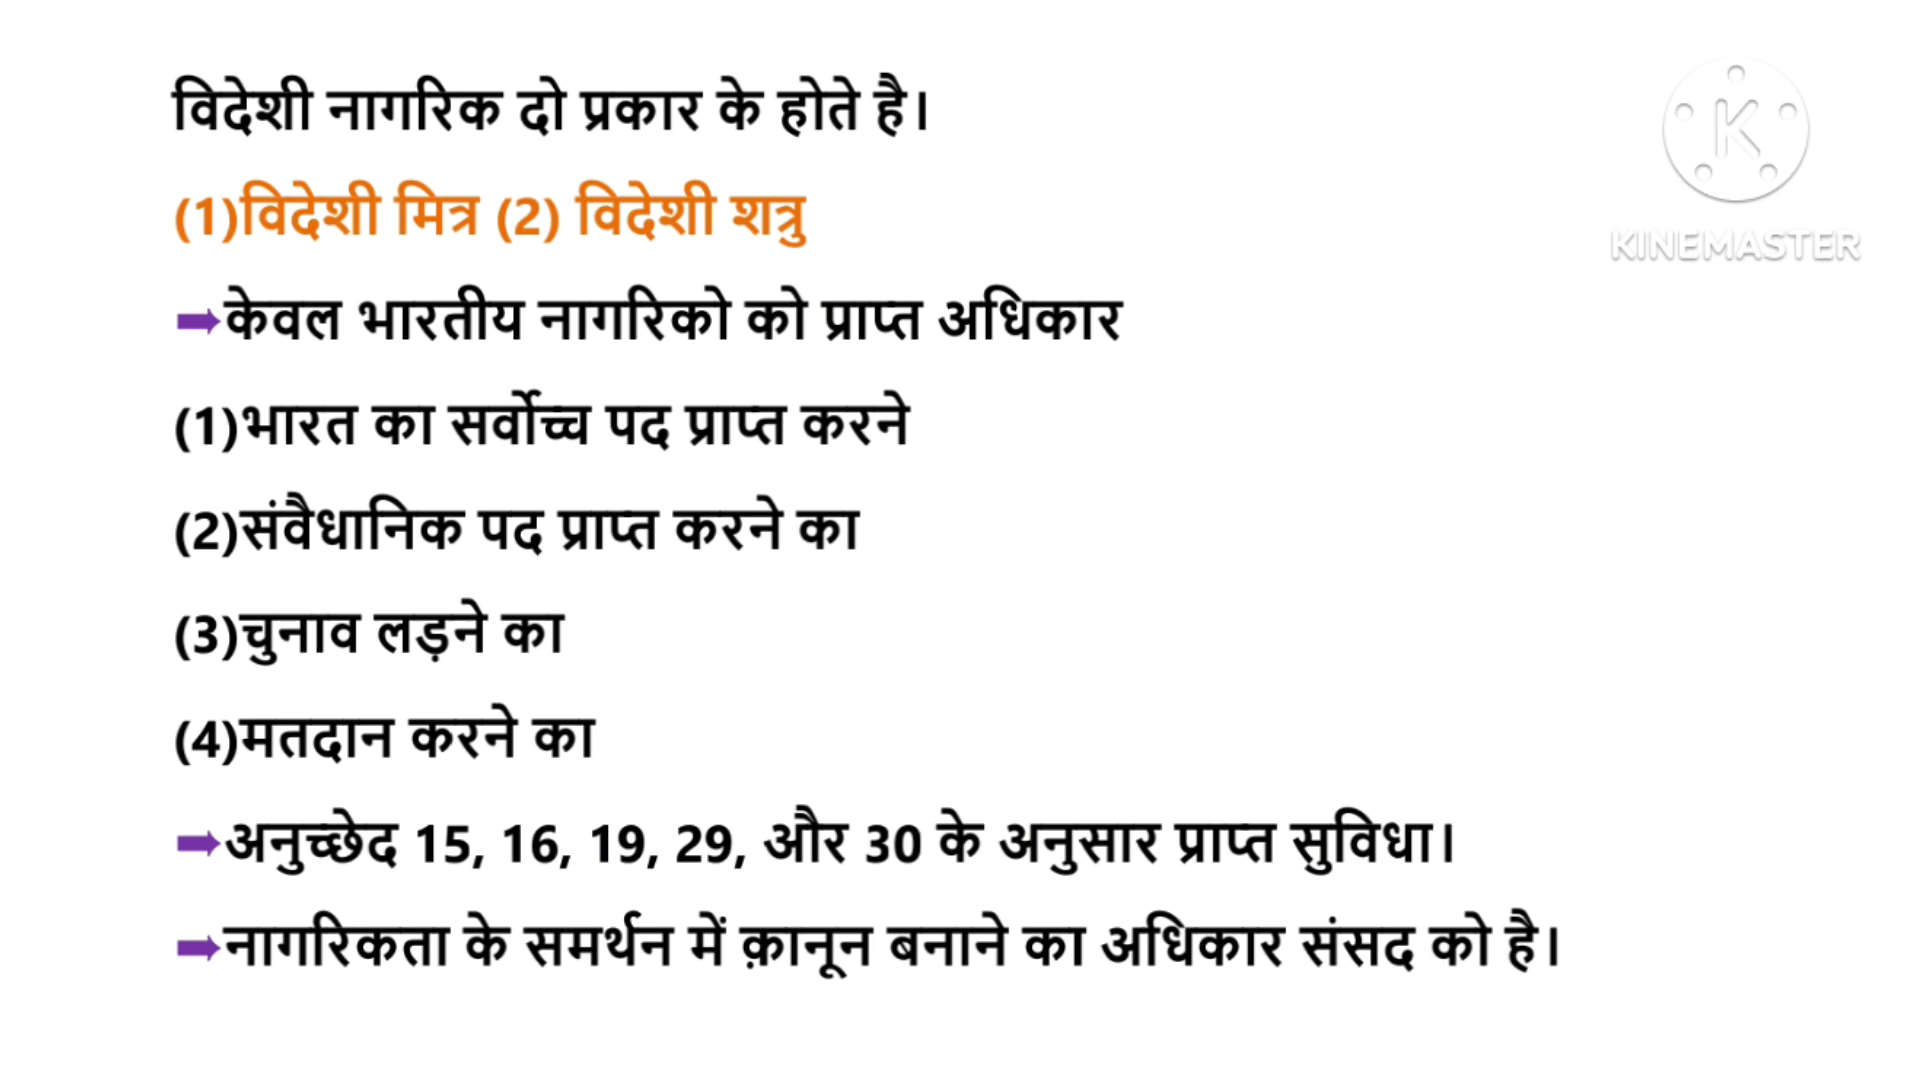 विदेशी नागरिक दो प्रकार के होते है।
(1)विदेशी मित्र (2) विदेशी शत्रु
➡केवल भारतीय नागरिको को प्राप्त अधिकार
(1)भारत का सर्वोच्च पद प्राप्त करने
(2)संवैधानिक पद प्राप्त करने का
(3)चुनाव लड़ने का
(4)मतदान करने का
➡अनुच्छेद 15, 16, 19, 29, और 30 के अनुसार प्राप्त सुविधा।
➡नागरिकता के समर्थन में क़ानून बनाने का अधिकार संसद को है।
K
KINEMASTER